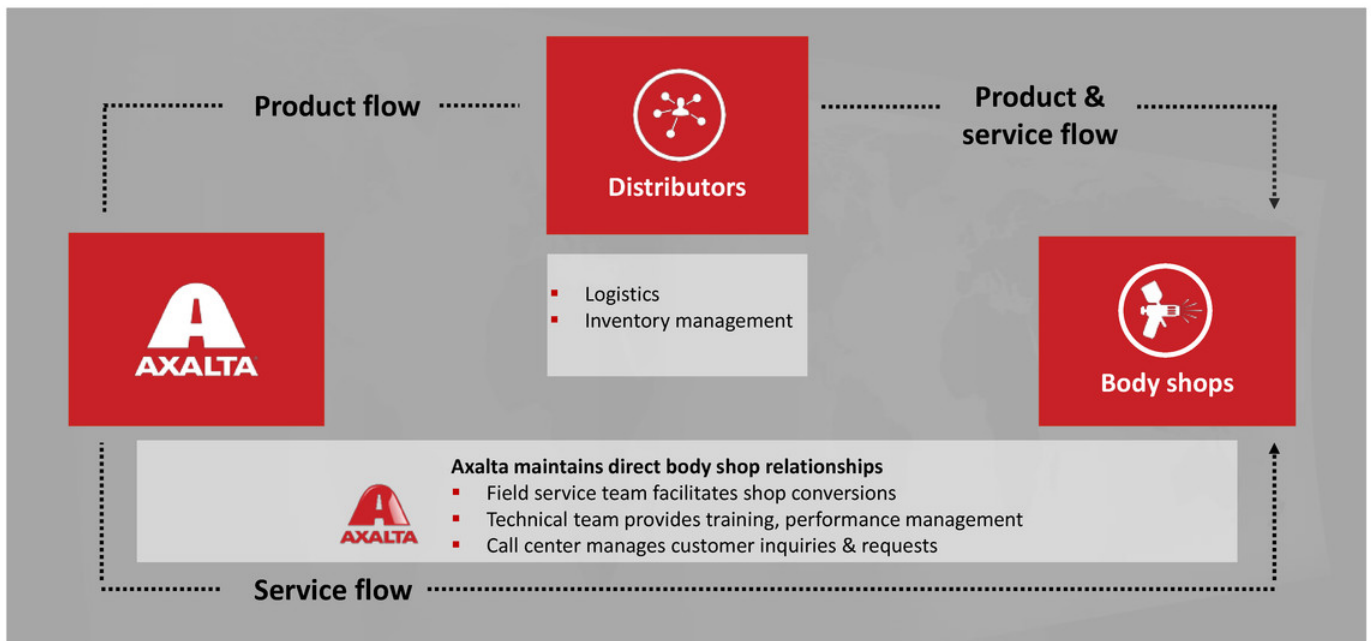 Product flow
Distributors
Product &
service flow
Logistics
Inventory management
AXALTA
Body shops
Axalta maintains direct body shop relationships
Field service team facilitates shop conversions
Technical team provides training, performance management
Call center manages customer inquiries & requests
AXALTA
Service flow